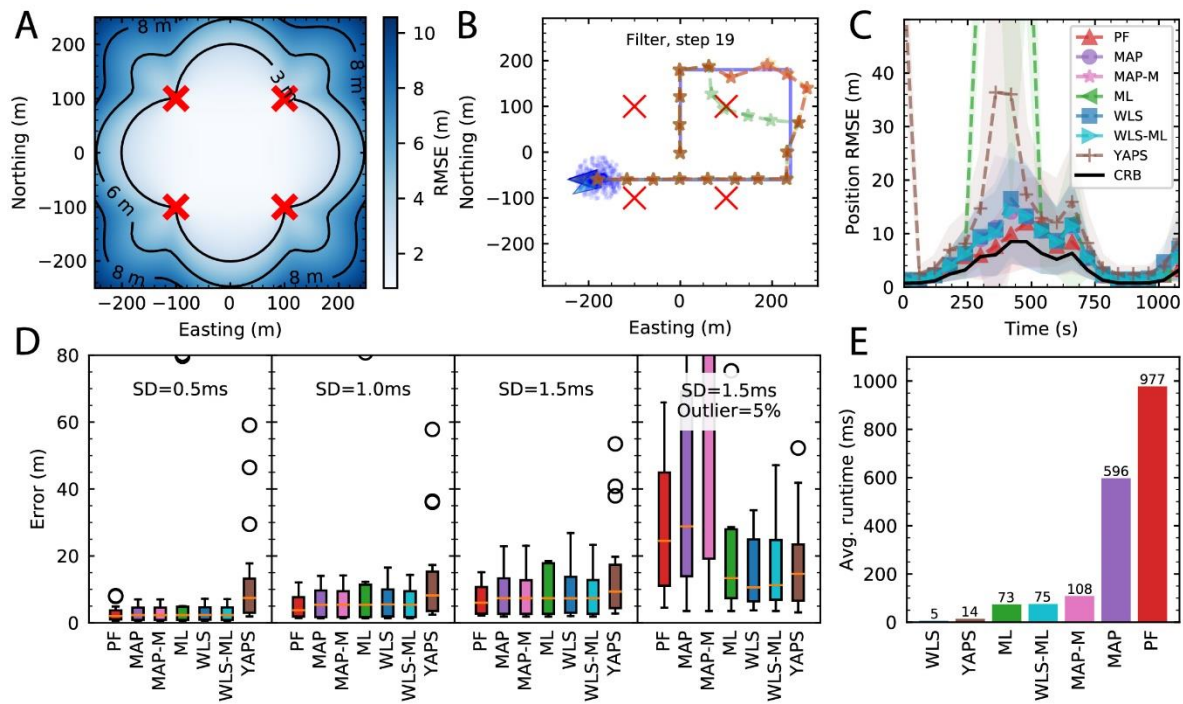 A
8 m
8 m
3 m
6 m
8 m
8 m
200
100
0
−100
−200
Northing (m)
−200 −100 0 100 200
Easting (m)
10
8
6
4
2
RMSE (m)
B
Filter, step 19
200
100
0
−100
−200
Northing (m)
−200 0 200
Easting (m)
C
50
40
30
20
10
0
Position RMSE (m)
PF
MAP
MAP-M
ML
WLS
WLS-ML
YAPS
CRB
0 250 500 750 1000
Time (s)
D
80
60
40
20
0
Error (m)
SD=0.5ms
SD=1.0ms
SD=1.5ms
SD=1.5ms
Outlier=5%
PF
MAP
MAP-M
ML
WLS
WLS-ML
YAPS
PF
MAP
MAP-M
ML
WLS
WLS-ML
YAPS
PF
MAP
MAP-M
ML
WLS
WLS-ML
YAPS
PF
MAP
MAP-M
ML
WLS
WLS-ML
YAPS
E
1000
800
600
400
200
0
Avg. runtime (ms)
5
14
73
75
108
596
977
WLS
YAPS
ML
WLS-ML
MAP-M
MAP
PF